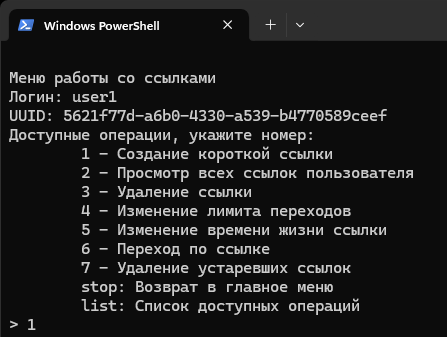 Windows PowerShell
Меню работы со ссылками
Логин: user1
UUID: 5621f77d-a6b0-4330-a539-b4770589ceef
Доступные операции, укажите номер:
1 - Создание короткой ссылки
2 - Просмотр всех ссылок пользователя
3 - Удаление ссылки
4 - Изменение лимита переходов
5 - Изменение времени жизни ссылки
6 - Переход по ссылке
7 - Удаление устаревших ссылок
stop: Возврат в главное меню
list: Список доступных операций
> 1